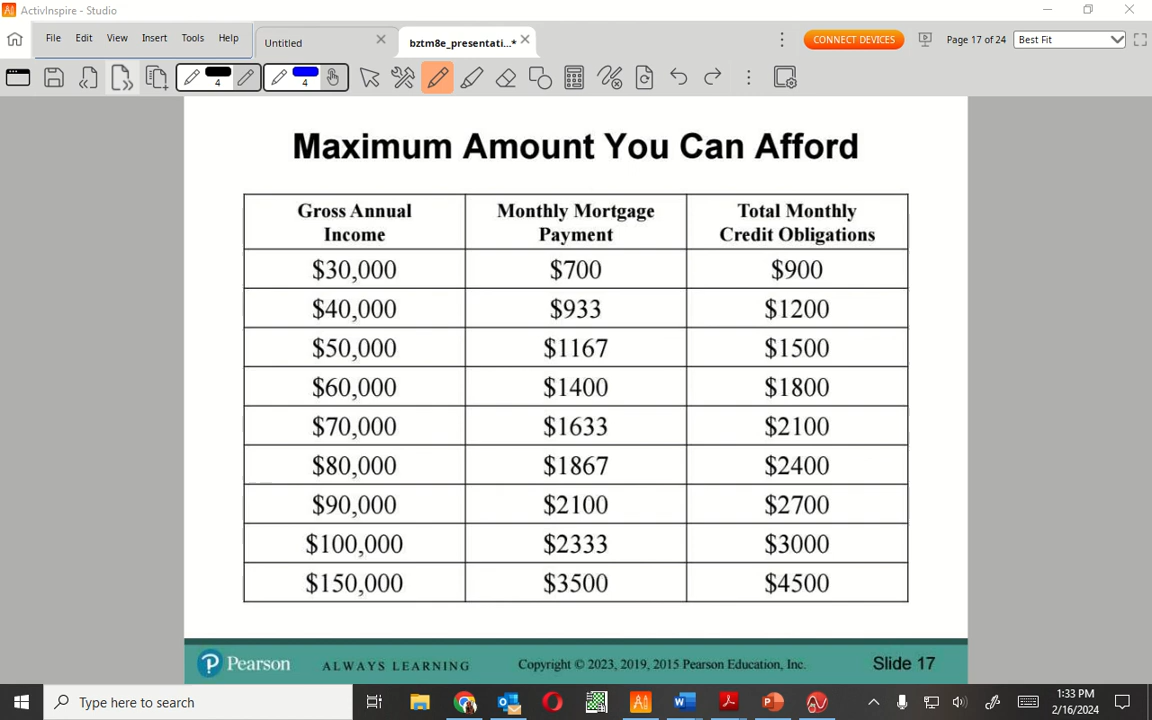 ActivInspire - Studio
File Edit View Insert Tools Help
Untitled
bztm8e_presentati...*
CONNECT DEVICES
Page 17 of 24
Best Fit
4 4
Maximum Amount You Can Afford
Gross Annual Income Monthly Mortgage Payment Total Monthly Credit Obligations
$30,000 $700 $900
$40,000 $933 $1200
$50,000 $1167 $1500
$60,000 $1400 $1800
$70,000 $1633 $2100
$80,000 $1867 $2400
$90,000 $2100 $2700
$100,000 $2333 $3000
$150,000 $3500 $4500
Pearson ALWAYS LEARNING Copyright © 2023, 2019, 2015 Pearson Education, Inc. Slide 17
Type here to search
1:33 PM
2/16/2024